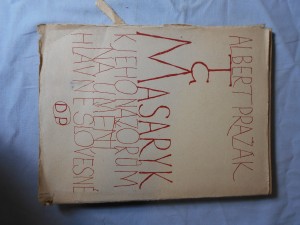 ALBERT PRAŽÁK
T G
MASARYK
K JEHO NÁZORŮM
NA UMĚNÍ
HLAVNĚ SLOVESNÉ
DP